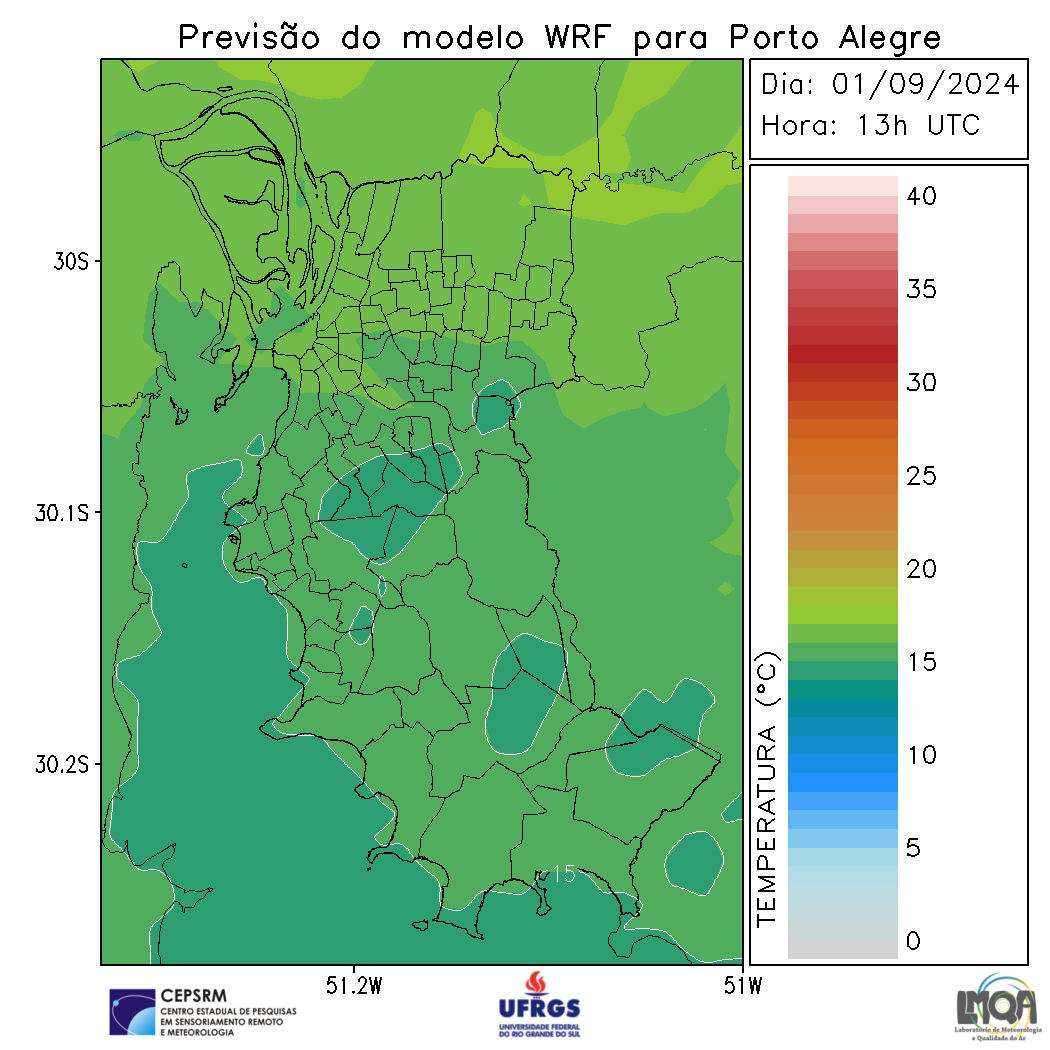 Previsão do modelo WRF para Porto Alegre
Dia: 01/09/2024
Hora: 13h UTC
30S
30.1S
30.2S
51.2W
51W
15
TEMPERATURA (°C)
40
35
30
25
20
15
10
5
0
CEPSRM
CENTRO ESTADUAL DE PESQUISAS
EM SENSORIAMENTO REMOTO
E METEOROLOGIA
UFRGS
UNIVERSIDADE FEDERAL
DO RIO GRANDE DO SUL
LMQA
Laboratório de Meteorologia
e Qualidade do Ar